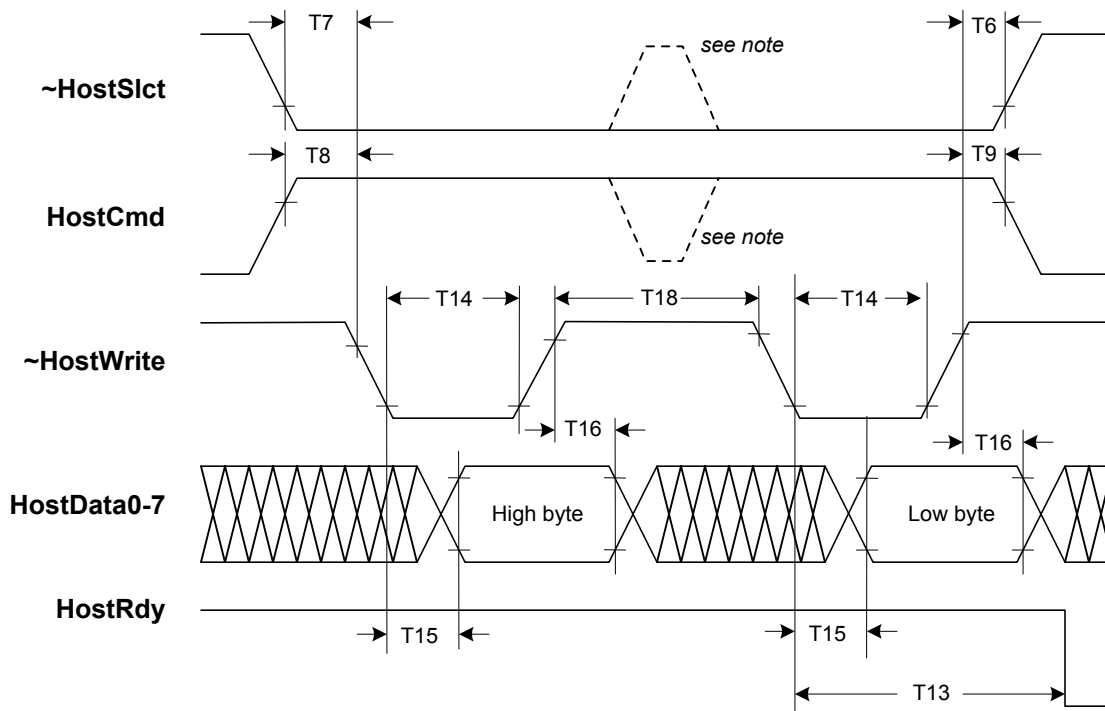 T7
T6
see note
~HostSlct
T8
T9
HostCmd
see note
T14
T18
T14
~HostWrite
T16
T16
HostData0-7
High byte
Low byte
HostRdy
T15
T15
T13